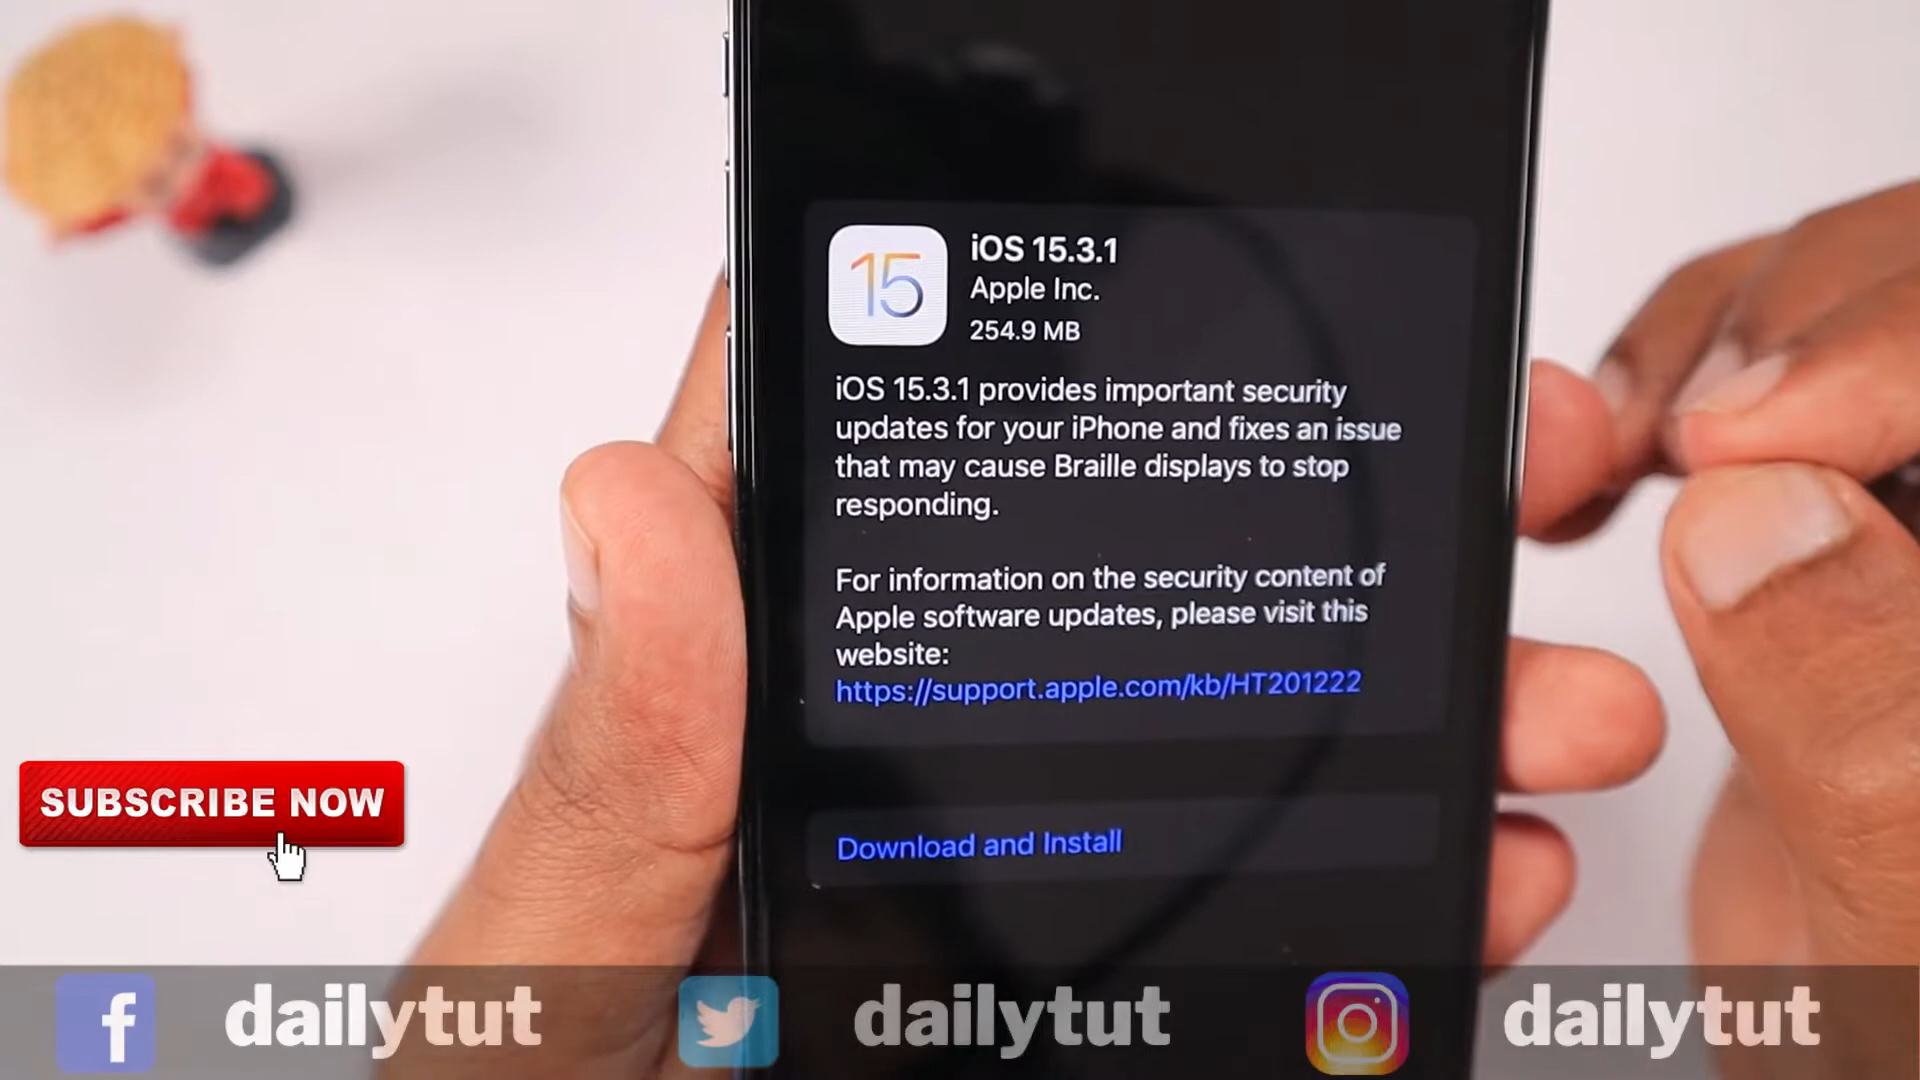 15
iOS 15.3.1
Apple Inc.
254.9 MB
iOS 15.3.1 provides important security
updates for your iPhone and fixes an issue
that may cause Braille displays to stop
responding.
For information on the security content of
Apple software updates, please visit this
website:
https://support.apple.com/kb/HT201222
Download and Install
SUBSCRIBE NOW
f dailytut dailytut dailytut